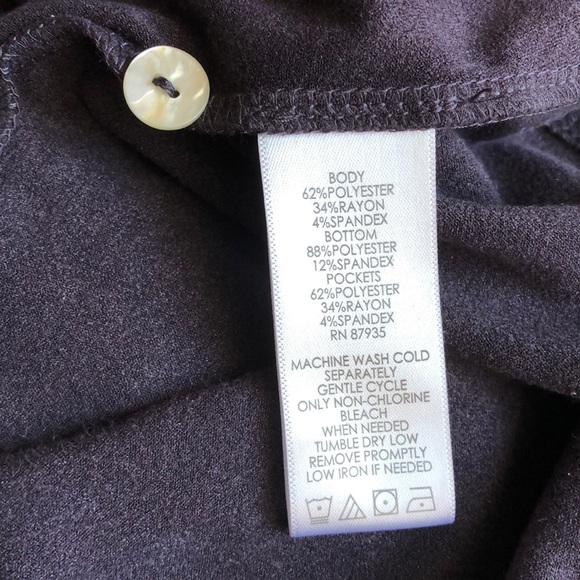 BODY
62%POLYESTER
34%RAYON
4%SPANDEX
BOTTOM
88%POLYESTER
12%SPANDEX
POCKETS
62%POLYESTER
34%RAYON
4%SPANDEX
RN 87935
MACHINE WASH COLD
SEPARATELY
GENTLE CYCLE
ONLY NON-CHLORINE
BLEACH
WHEN NEEDED
TUMBLE DRY LOW
REMOVE PROMPTLY
LOW IRON IF NEEDED